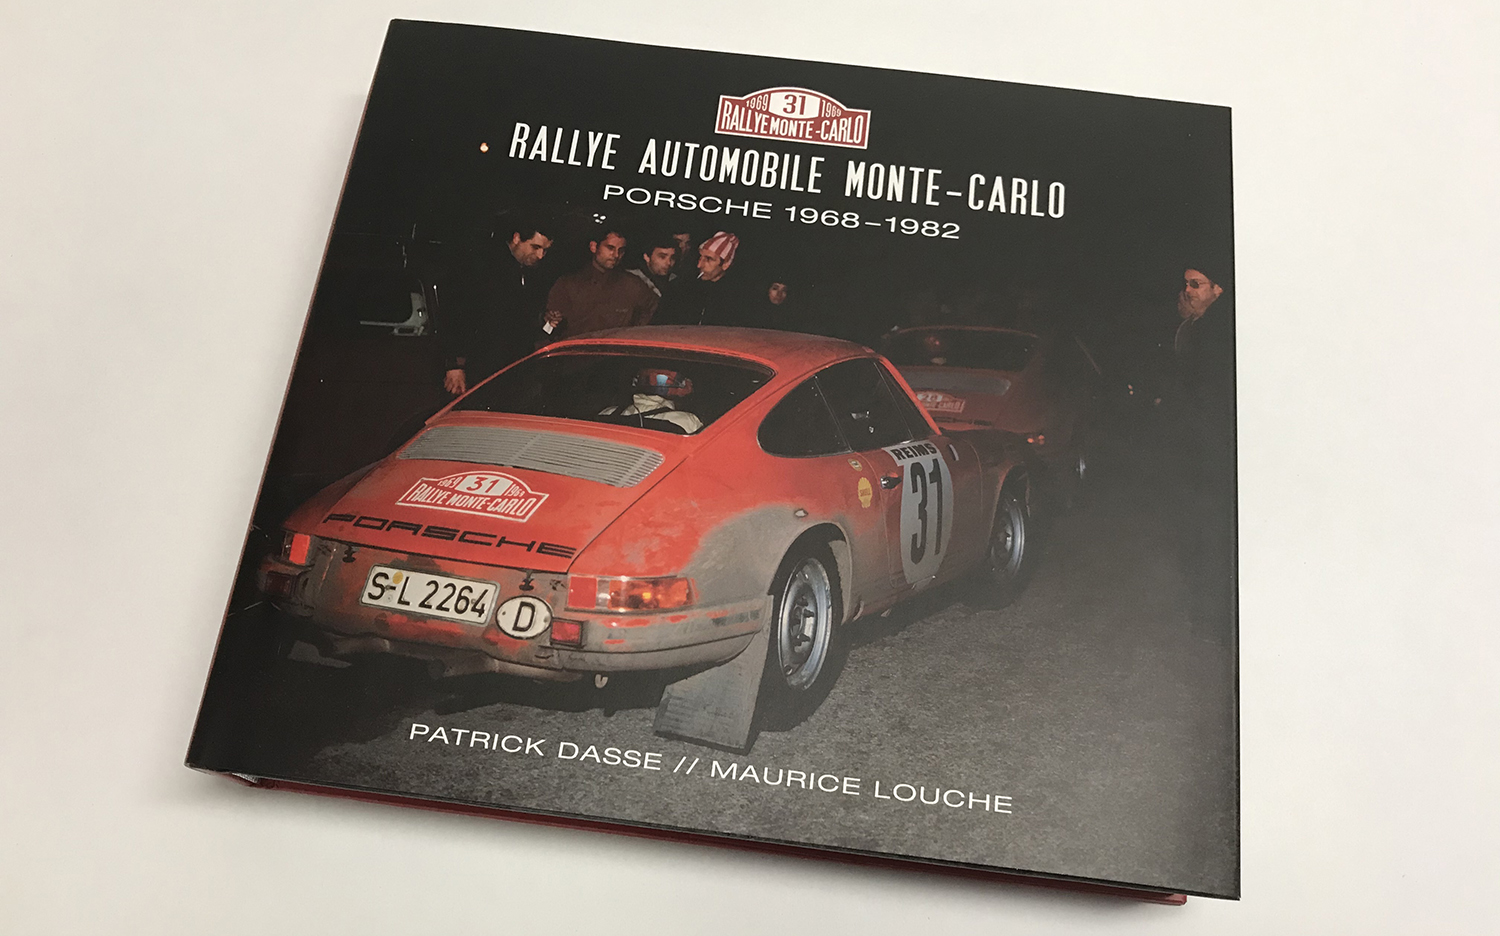 1969 31 1969
RALLYE MONTE-CARLO
RALLYE AUTOMOBILE MONTE-CARLO
PORSCHE 1968–1982
REIMS
31
1969 31 1969
RALLYE MONTE-CARLO
PORSCHE
S-L 2264
D
PATRICK DASSE // MAURICE LOUCHE